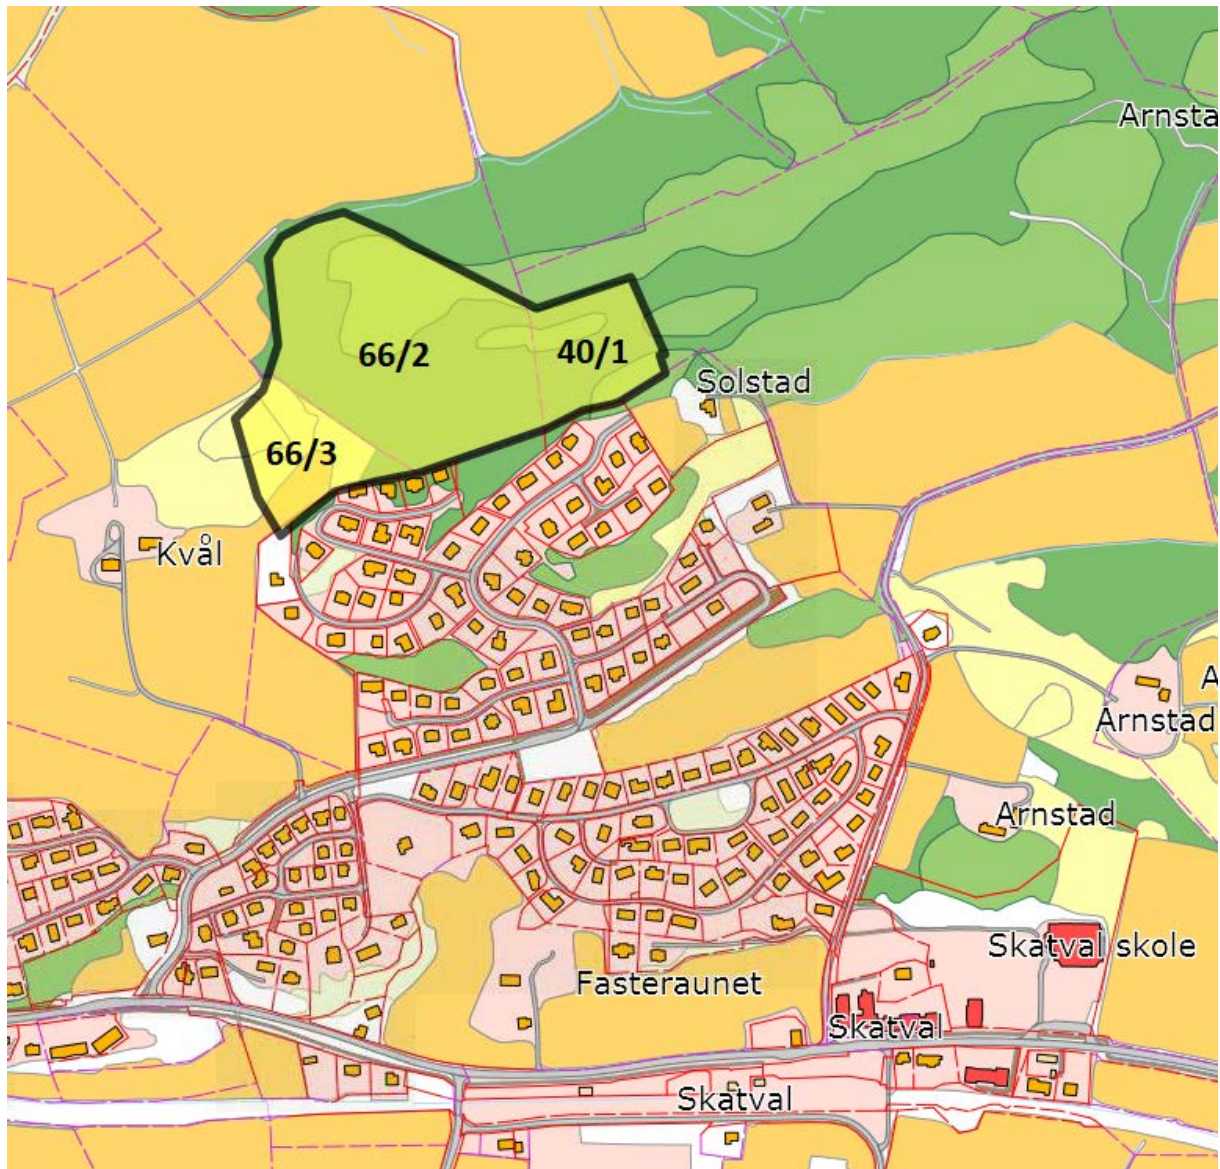 Arnsta
66/2
40/1
Solstad
66/3
Kvål
A
Arnstad
Arnstad
Skatval skole
Fasteraunet
Skatval
Skatval